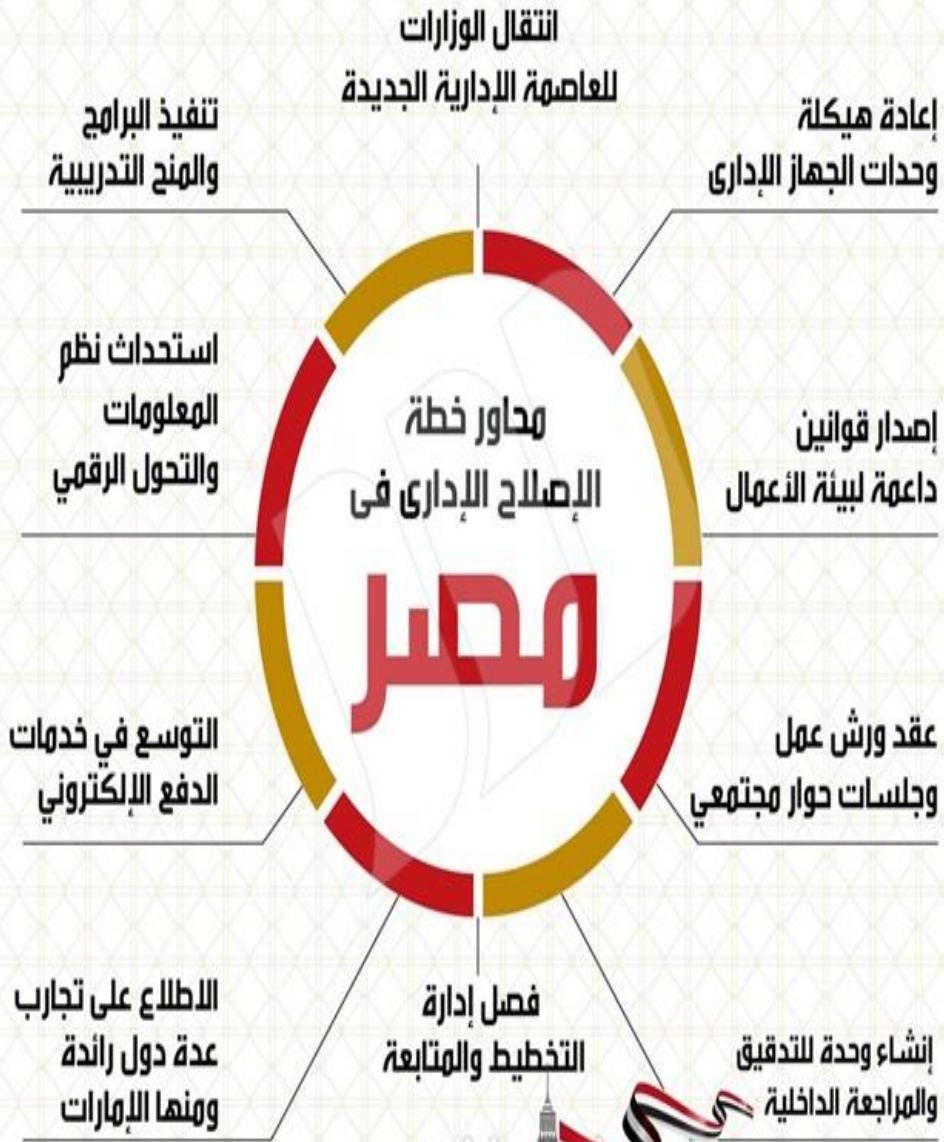 انتقال الوزارات
للعاصمة الإدارية الجديدة
إعادة هيكلة
وحدات الجهاز الإدارى
إصدار قوانين
داعمة لبيئة الأعمال
عقد ورش عمل
وجلسات حوار مجتمعي
إنشاء وحدة للتدقيق
والمراجعة الداخلية
فصل إدارة
التخطيط والمتابعة
الاطلاع على تجارب
عدة دول رائدة
ومنها الإمارات
التوسع في خدمات
الدفع الإلكتروني
استحداث نظم
المعلومات
والتحول الرقمي
تنفيذ البرامج
والمنح التدريبية
محاور خطة
الإصلاح الإدارى فى
مصر